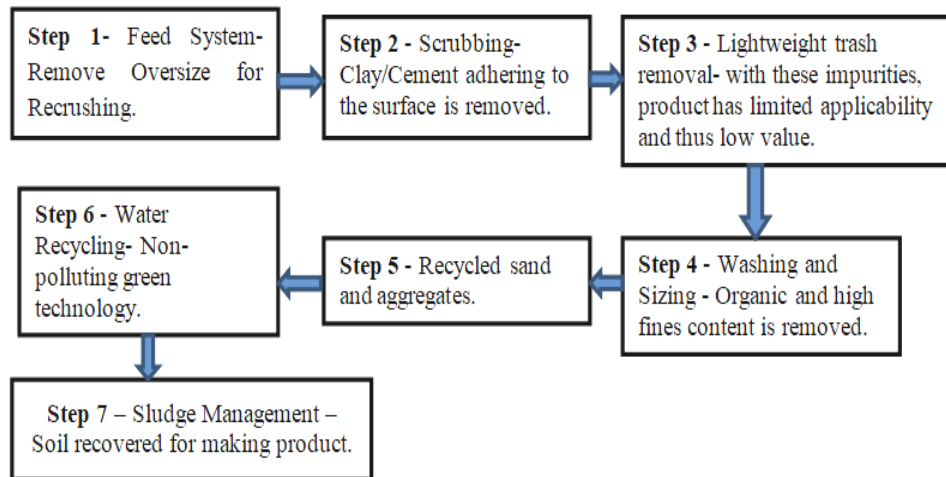 Step 1- Feed System-
Remove Oversize for
Recrushing.
Step 2 - Scrubbing-
Clay/Cement adhering to
the surface is removed.
Step 3 - Lightweight trash
removal- with these impurities,
product has limited applicability
and thus low value.
Step 4 - Washing and
Sizing - Organic and high
fines content is removed.
Step 5 - Recycled sand
and aggregates.
Step 6 - Water
Recycling- Non-
polluting green
technology.
Step 7 – Sludge Management –
Soil recovered for making product.